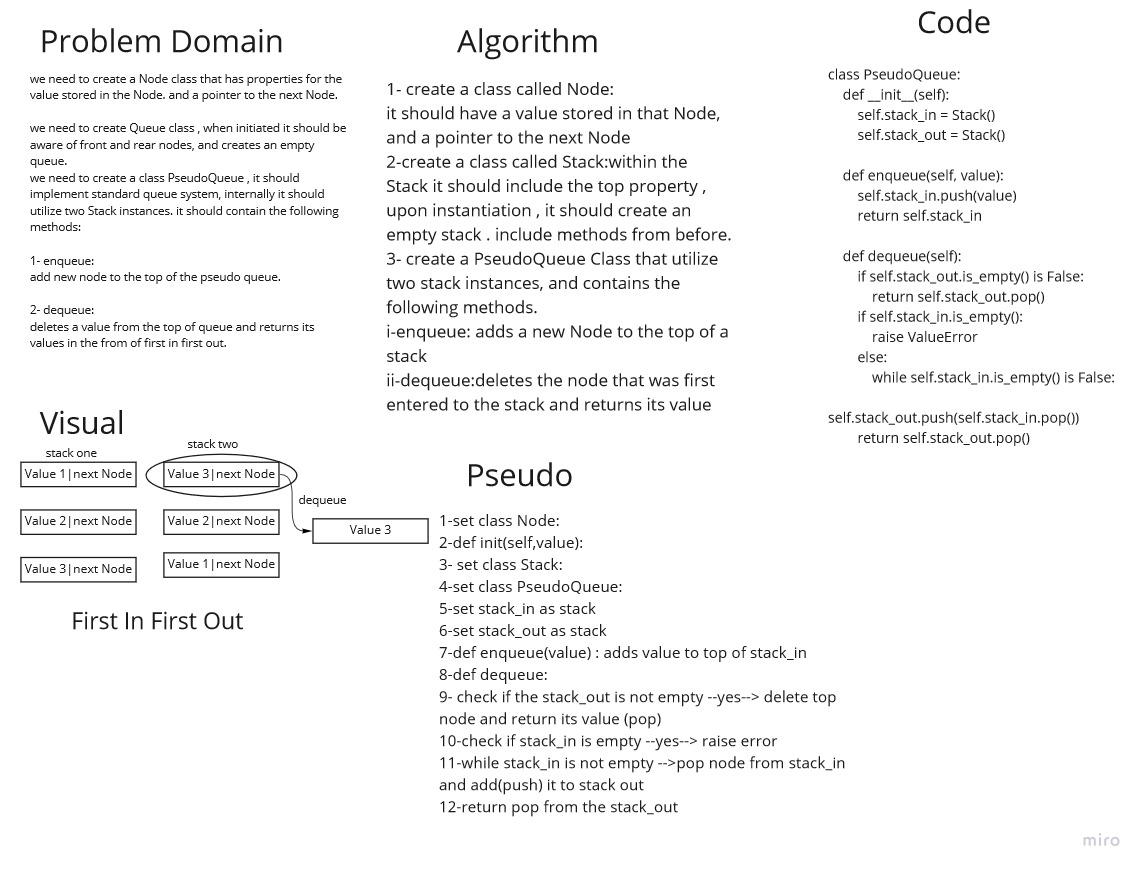 Problem Domain
we need to create a Node class that has properties for the
value stored in the Node. and a pointer to the next Node.
we need to create Queue class , when initiated it should be
aware of front and rear nodes, and creates an empty
queue.
we need to create a class PseudoQueue , it should
implement standard queue system, internally it should
utilize two Stack instances. it should contain the following
methods:
1- enqueue:
add new node to the top of the pseudo queue.
2- dequeue:
deletes a value from the top of queue and returns its
values in the from of first in first out.
Visual
stack one
stack two
Value 1|next Node
Value 3|next Node
dequeue
Value 2|next Node
Value 2|next Node
Value 3
Value 3|next Node
Value 1|next Node
First In First Out
Algorithm
1- create a class called Node:
it should have a value stored in that Node,
and a pointer to the next Node
2-create a class called Stack:within the
Stack it should include the top property ,
upon instantiation , it should create an
empty stack . include methods from before.
3- create a PseudoQueue Class that utilize
two stack instances, and contains the
following methods.
i-enqueue: adds a new Node to the top of a
stack
ii-dequeue:deletes the node that was first
entered to the stack and returns its value
Pseudo
1-set class Node:
2-def init(self,value):
3- set class Stack:
4-set class PseudoQueue:
5-set stack_in as stack
6-set stack_out as stack
7-def enqueue(value) : adds value to top of stack_in
8-def dequeue:
9- check if the stack_out is not empty --yes--> delete top
node and return its value (pop)
10-check if stack_in is empty --yes--> raise error
11-while stack_in is not empty -->pop node from stack_in
and add(push) it to stack out
12-return pop from the stack_out
Code
class PseudoQueue:
def __init__(self):
self.stack_in = Stack()
self.stack_out = Stack()
def enqueue(self, value):
self.stack_in.push(value)
return self.stack_in
def dequeue(self):
if self.stack_out.is_empty() is False:
return self.stack_out.pop()
if self.stack_in.is_empty():
raise ValueError
else:
while self.stack_in.is_empty() is False:
self.stack_out.push(self.stack_in.pop())
return self.stack_out.pop()
miro